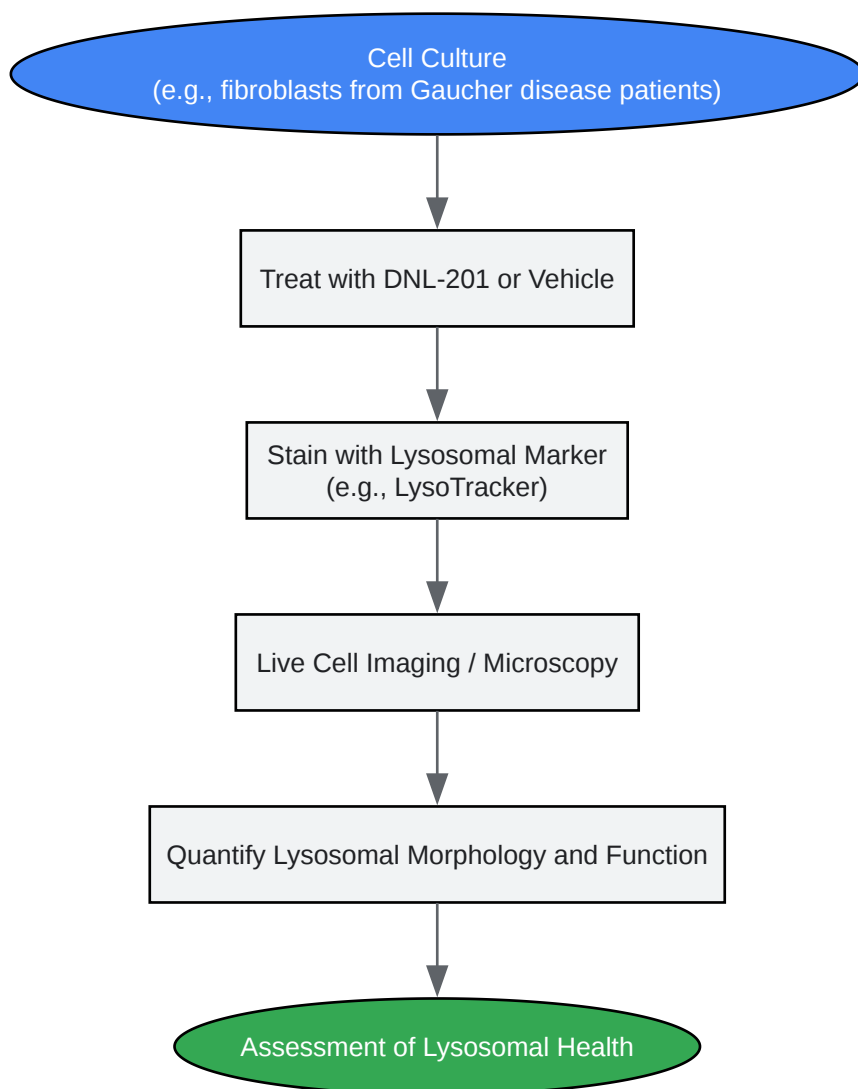 Cell Culture
(e.g., fibroblasts from Gaucher disease patients)
Treat with DNL-201 or Vehicle
Stain with Lysosomal Marker
(e.g., LysoTracker)
Live Cell Imaging / Microscopy
Quantify Lysosomal Morphology and Function
Assessment of Lysosomal Health